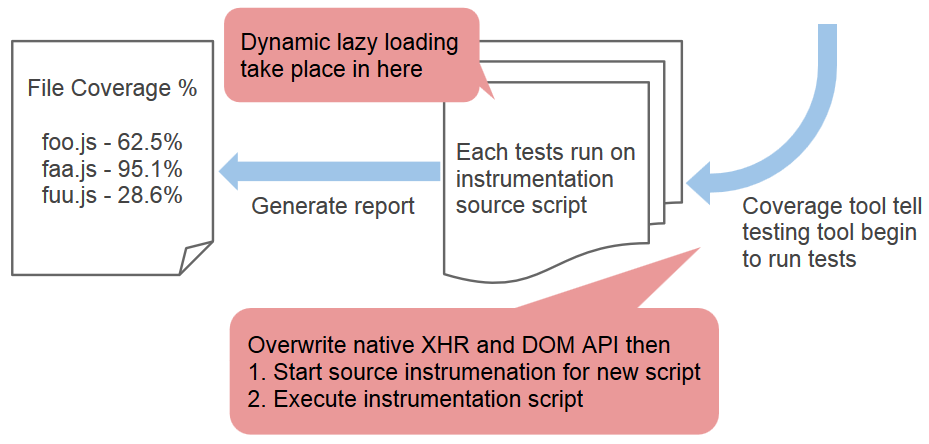 Dynamic lazy loading
take place in here
File Coverage %
foo.js - 62.5%
faa.js - 95.1%
fuu.js - 28.6%
Generate report
Each tests run on
instrumentation
source script
Coverage tool tell
testing tool begin
to run tests
Overwrite native XHR and DOM API then
1. Start source instrumenation for new script
2. Execute instrumentation script